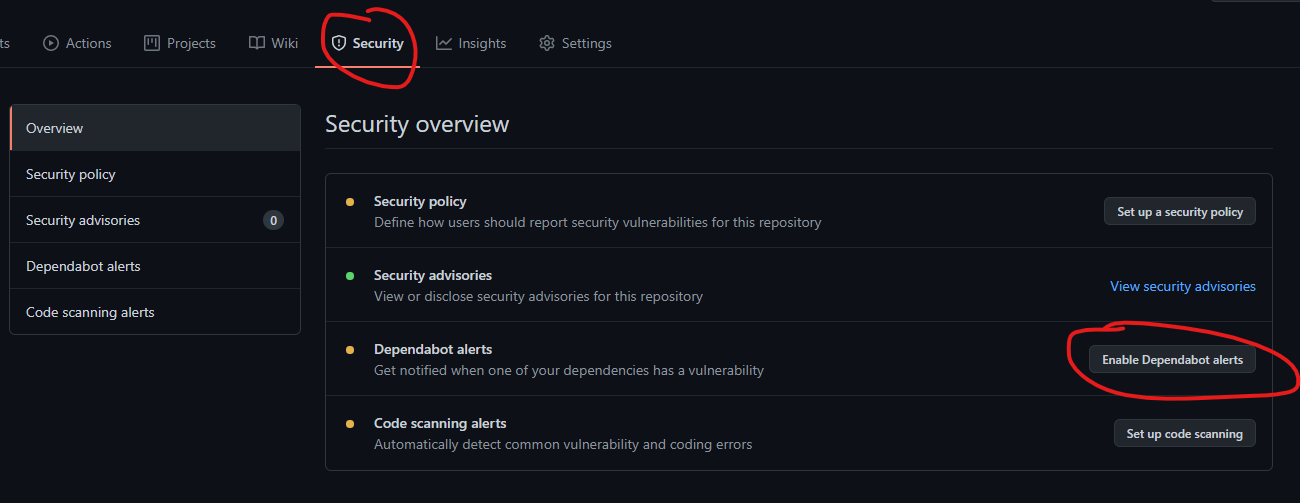 ts Actions Projects Wiki Security Insights Settings
Overview
Security policy
Security advisories 0
Dependabot alerts
Code scanning alerts
Security overview
Security policy
Define how users should report security vulnerabilities for this repository
Set up a security policy
Security advisories
View or disclose security advisories for this repository
View security advisories
Dependabot alerts
Get notified when one of your dependencies has a vulnerability
Enable Dependabot alerts
Code scanning alerts
Automatically detect common vulnerability and coding errors
Set up code scanning